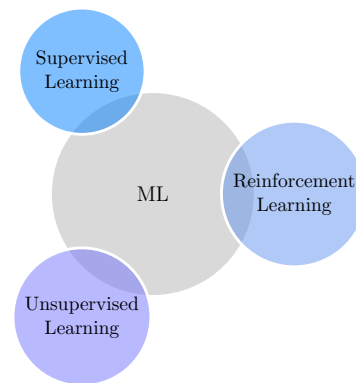 Supervised
Learning
ML
Reinforcement
Learning
Unsupervised
Learning